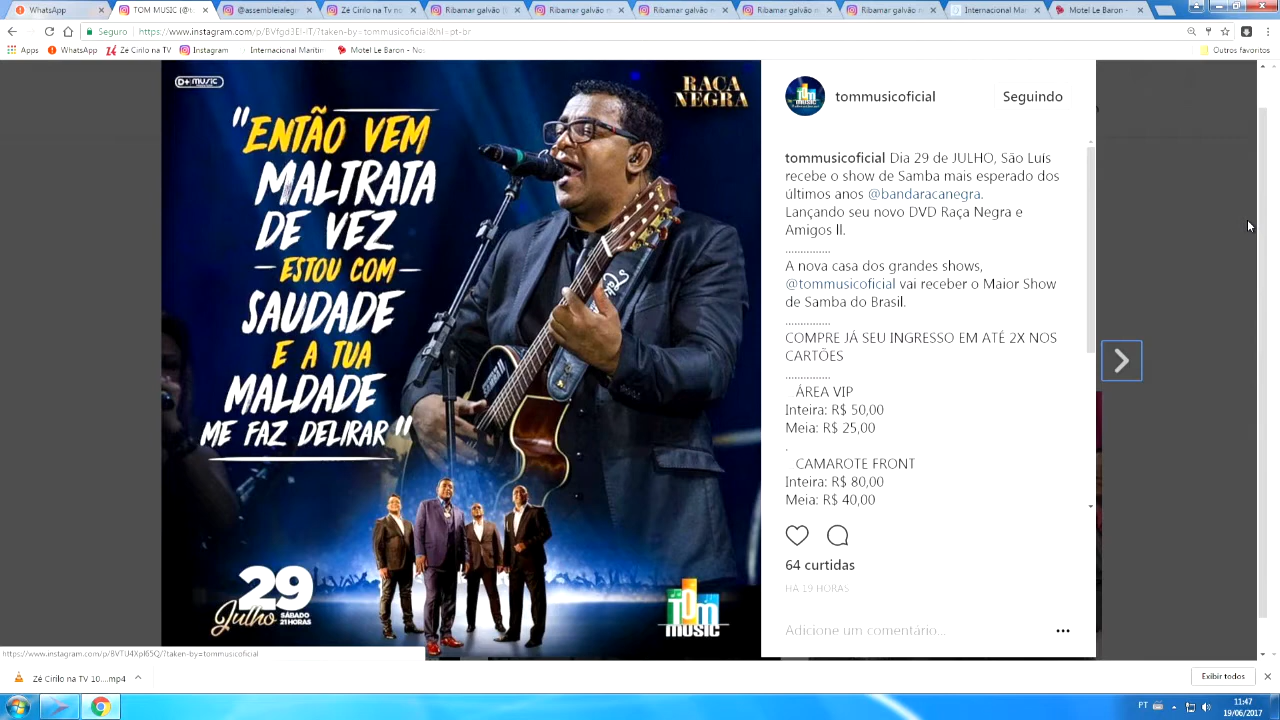 WhatsApp
TOM MUSIC (@t
@assembleialegr
Zé Cirilo na TV no
Ribamar galvão (
Ribamar galvão n
Ribamar galvão n
Ribamar galvão n
Ribamar galvão n
Internacional Mar
Motel Le Baron -
Seguro
https://www.instagram.com/p/BVfgd3El-IT/?taken-by=tommusicoficial&hl=pt-br
Apps
WhatsApp
Zé Cirilo na TV
Instagram
Internacional Maritim
Motel Le Baron - No
Outros favoritos
D+ MUSIC
RAÇA
NEGRA
"ENTÃO VEM
MALTRATA
DE VEZ
ESTOU COM
SAUDADE
E A TUA
MALDADE
ME FAZ DELIRAR"
29
Julho
SÁBADO
21HORAS
TOM
MUSIC
tommusicoficial
Seguindo
tommusicoficial Dia 29 de JULHO, São Luís
recebe o show de Samba mais esperado dos
últimos anos @bandaracanegra.
Lançando seu novo DVD Raça Negra e
Amigos II.
...............
A nova casa dos grandes shows,
@tommusicoficial vai receber o Maior Show
de Samba do Brasil.
...............
COMPRE JÁ SEU INGRESSO EM ATÉ 2X NOS
CARTÕES
...............
ÁREA VIP
Inteira: R$ 50,00
Meia: R$ 25,00
.
CAMAROTE FRONT
Inteira: R$ 80,00
Meia: R$ 40,00
64 curtidas
HÁ 19 HORAS
Adicione um comentário...
https://www.instagram.com/p/BVTU4XpI65Q/?taken-by=tommusicoficial
Zé Cirilo na TV 10....mp4
Exibir todos
PT
11:47
19/06/2017